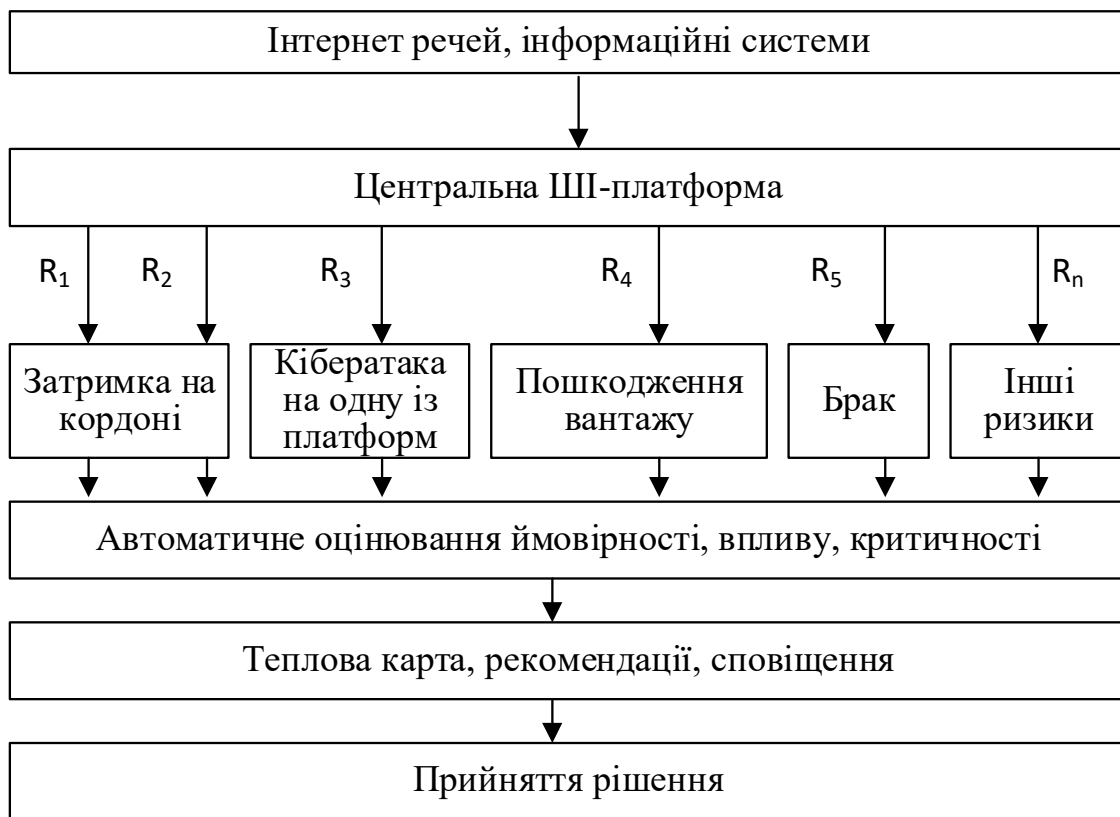 Інтернет речей, інформаційні системи
Центральна ШІ-платформа
R₁
R₂
R₃
R₄
R₅
Rₙ
Затримка на
кордоні
Кібератака
на одну із
платформ
Пошкодження
вантажу
Брак
Інші
ризики
Автоматичне оцінювання ймовірності, впливу, критичності
Теплова карта, рекомендації, сповіщення
Прийняття рішення